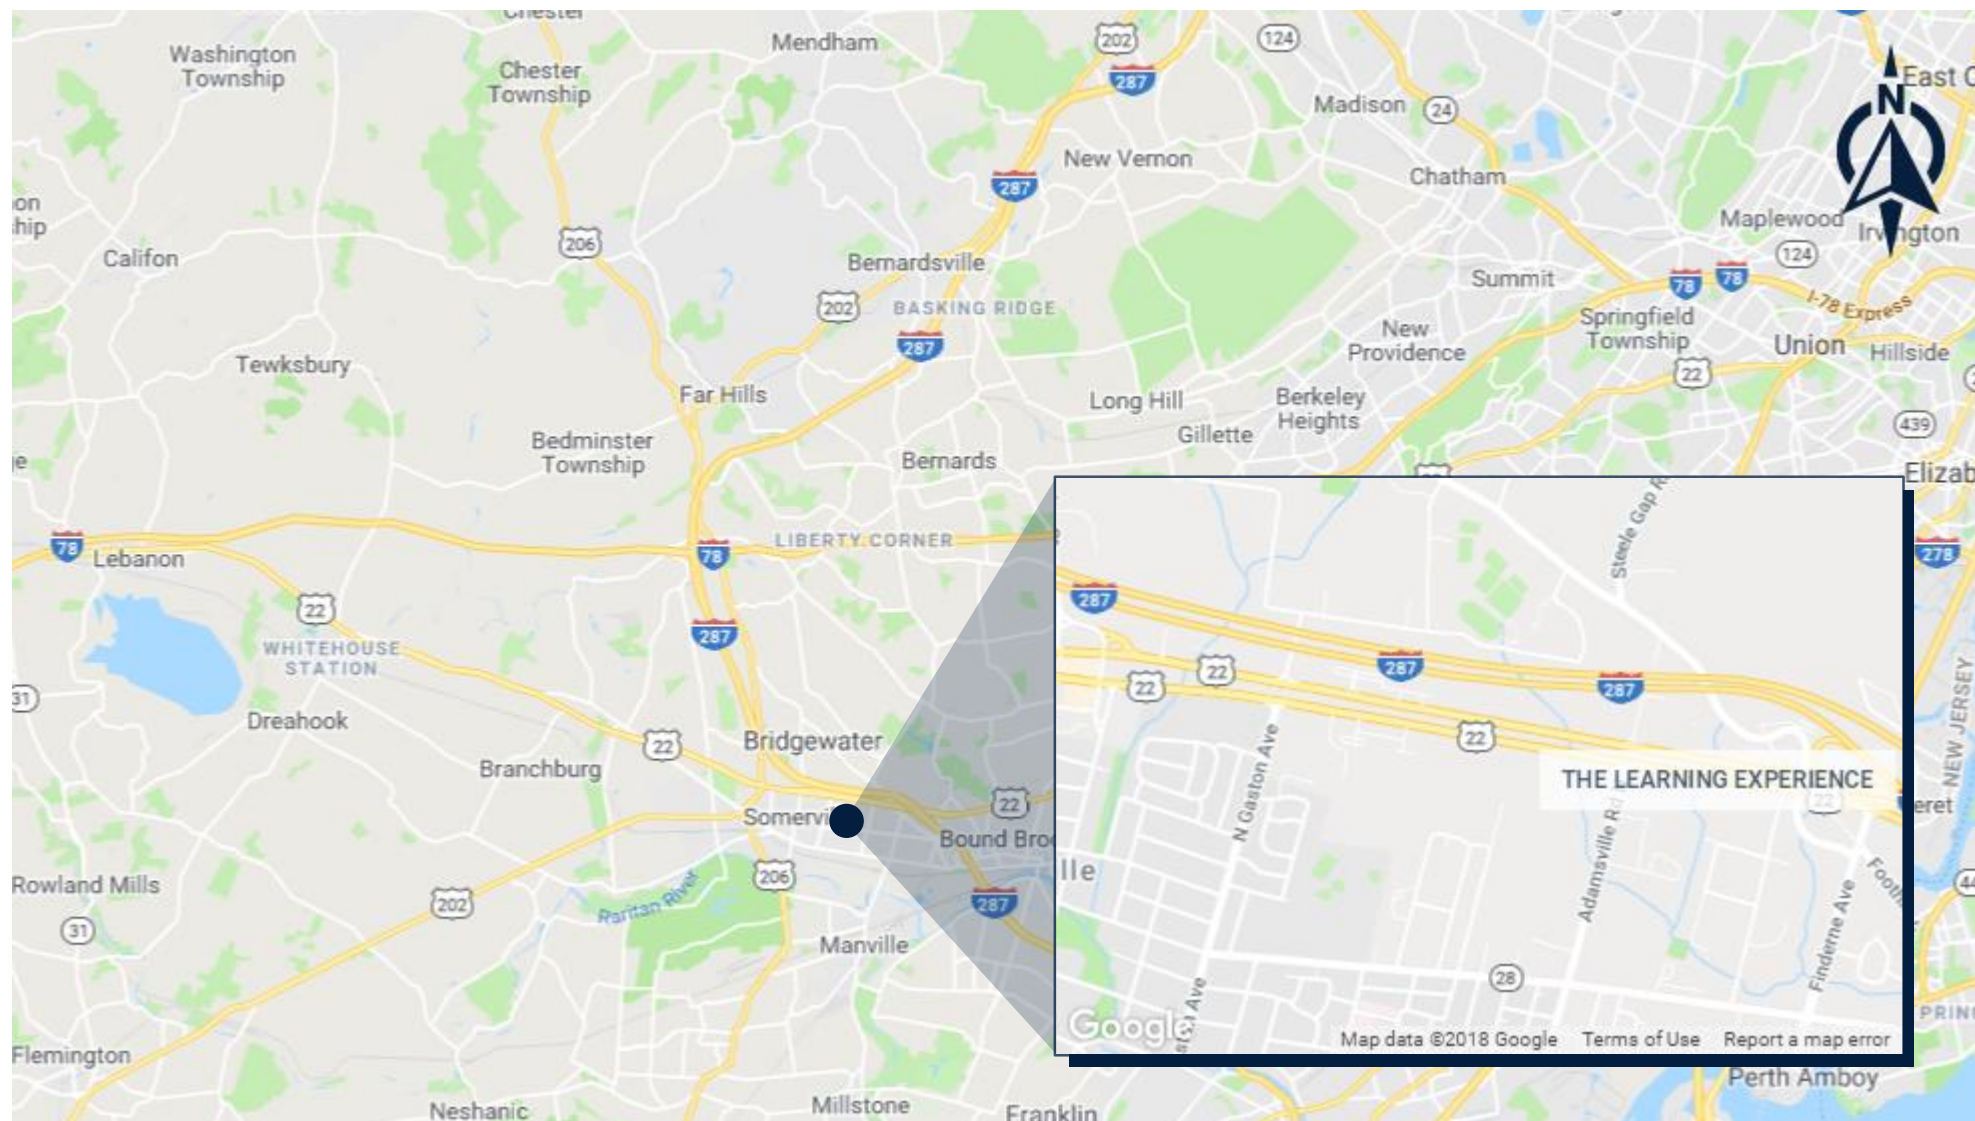 Chester
Mendham
202
124
Washington
Township
Chester
Township
287
East
N
Madison
24
New Vernon
287
Chatham
Maplewood
Irvington
206
124
Califon
Bernardsville
Summit
78
78
I-78 Express
202
BASKING RIDGE
New
Providence
Springfield
Township
Union
Hillside
287
22
Tewksbury
Far Hills
Long Hill
Berkeley
Heights
Gillette
439
Bedminster
Township
Bernards
Elizab
78
Lebanon
78
LIBERTY CORNER
278
22
287
WHITEHOUSE
STATION
31
Dreahook
22
Bridgewater
Branchburg
Somervi
22
Bound Broo
NEW JERSEY
eret
Rowland Mills
206
202
Raritan River
287
31
Manville
PRIN
Flemington
Neshanic
Millstone
Franklin
Perth Amboy
Steele Gap R
287
287
287
22
22
22
N Gaston Ave
THE LEARNING EXPERIENCE
22
Adamsville Rd
lle
Finderne Ave
28
Ave
Google
Map data ©2018 Google
Terms of Use
Report a map error